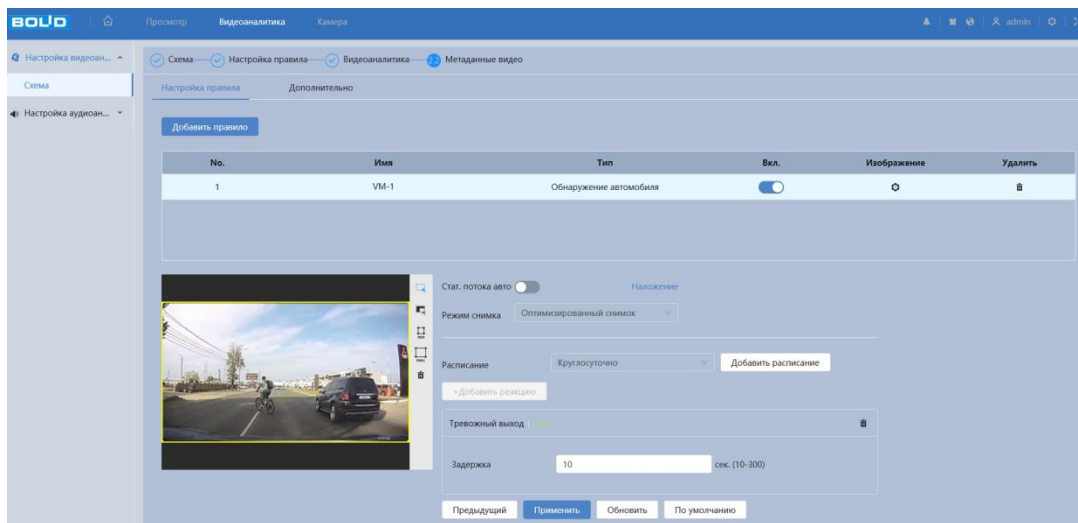 BOLID Просмотр Видеоаналитика Камера admin
Настройка видеоан... Схема Настройка правила Видеоаналитика Метаданные видео
Схема Настройка правила Дополнительно
Настройка аудиоан...
Добавить правило
No. Имя Тип Вкл. Изображение Удалить
1 VM-1 Обнаружение автомобиля
Стат. потока авто Наложение
Режим снимка Оптимизированный снимок
Расписание Круглосуточно Добавить расписание
+Добавить реакцию
Тревожный выход
Задержка 10 сек. (10-300)
Предыдущий Применить Обновить По умолчанию